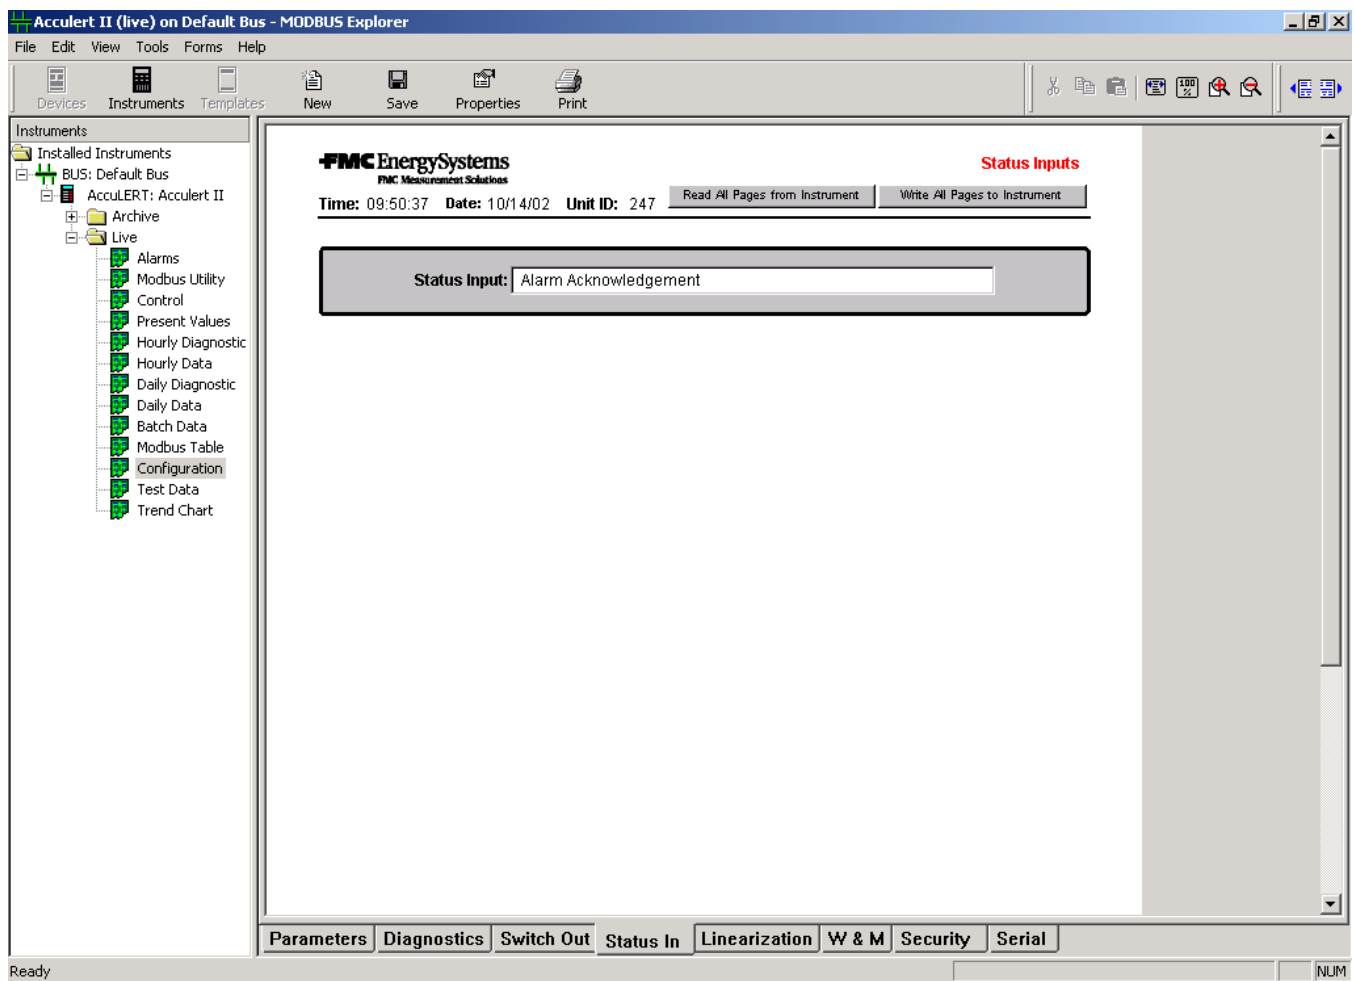 Acculert II (live) on Default Bus - MODBUS Explorer
File Edit View Tools Forms Help
Devices Instruments Templates New Save Properties Print
100 %
Instruments
Installed Instruments
BUS: Default Bus
AccuLERT: Acculert II
Archive
Live
Alarms
Modbus Utility
Control
Present Values
Hourly Diagnostic
Hourly Data
Daily Diagnostic
Daily Data
Batch Data
Modbus Table
Configuration
Test Data
Trend Chart
FMC EnergySystems
FMC Measurement Solutions
Status Inputs
Time: 09:50:37 Date: 10/14/02 Unit ID: 247 Read All Pages from Instrument Write All Pages to Instrument
Status Input: Alarm Acknowledgement
Parameters Diagnostics Switch Out Status In Linearization W & M Security Serial
Ready NUM